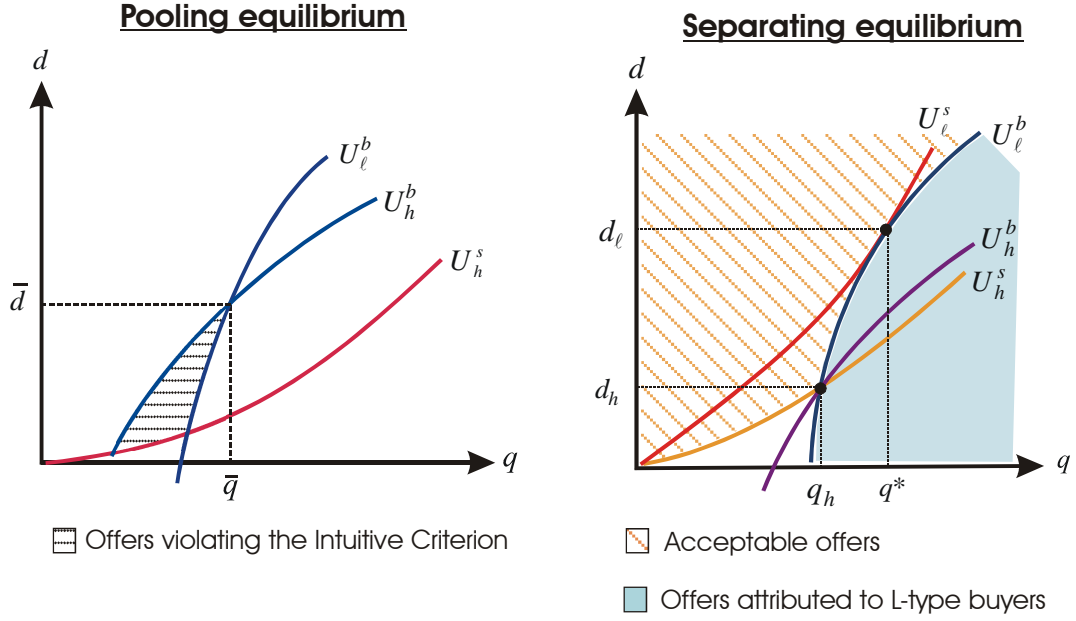 Pooling equilibrium
d
U_ℓ^b
U_h^b
U_h^s
d̅
q̅
q
Offers violating the Intuitive Criterion
Separating equilibrium
d
U_ℓ^s
U_ℓ^b
d_ℓ
U_h^b
U_h^s
d_h
q_h
q*
q
Acceptable offers
Offers attributed to L-type buyers